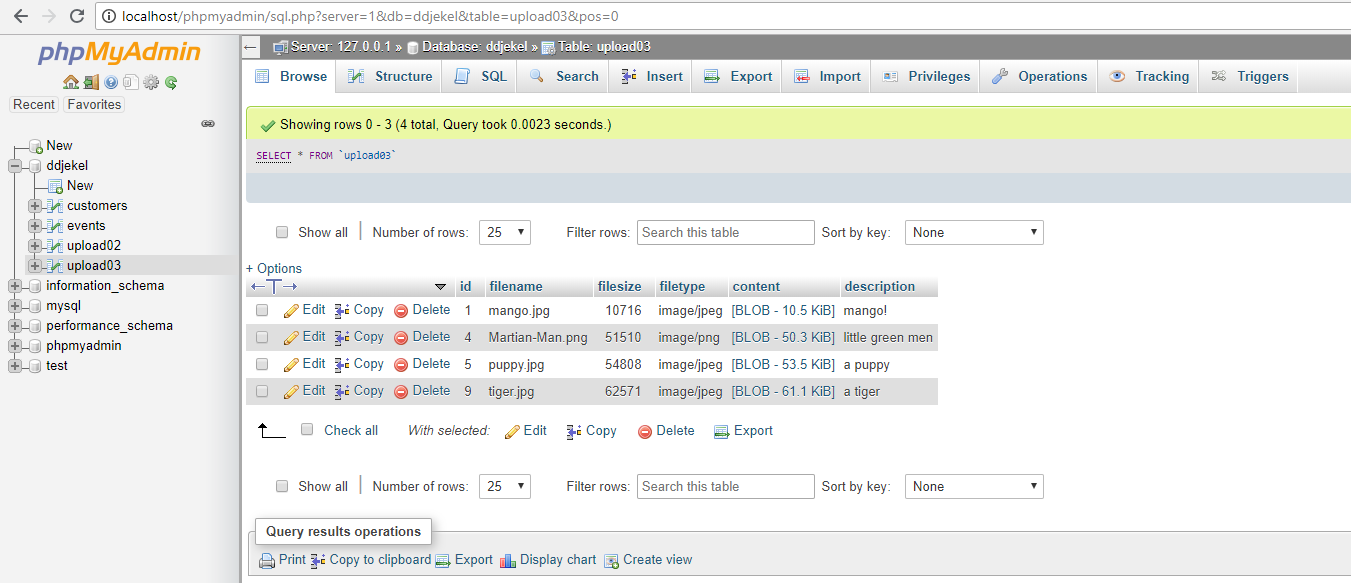 localhost/phpmyadmin/sql.php?server=1&db=ddjekel&table=upload03&pos=0
phpMyAdmin
Recent Favorites
New
ddjekel
New
customers
events
upload02
upload03
information_schema
mysql
performance_schema
phpmyadmin
test
Server: 127.0.0.1 » Database: ddjekel » Table: upload03
Browse Structure SQL Search Insert Export Import Privileges Operations Tracking Triggers
Showing rows 0 - 3 (4 total, Query took 0.0023 seconds.)
SELECT * FROM `upload03`
Show all Number of rows: 25 Filter rows: Search this table Sort by key: None
+ Options
id filename filesize filetype content description
Edit Copy Delete 1 mango.jpg 10716 image/jpeg [BLOB - 10.5 KiB] mango!
Edit Copy Delete 4 Martian-Man.png 51510 image/png [BLOB - 50.3 KiB] little green men
Edit Copy Delete 5 puppy.jpg 54808 image/jpeg [BLOB - 53.5 KiB] a puppy
Edit Copy Delete 9 tiger.jpg 62571 image/jpeg [BLOB - 61.1 KiB] a tiger
Check all With selected: Edit Copy Delete Export
Show all Number of rows: 25 Filter rows: Search this table Sort by key: None
Query results operations
Print Copy to clipboard Export Display chart Create view